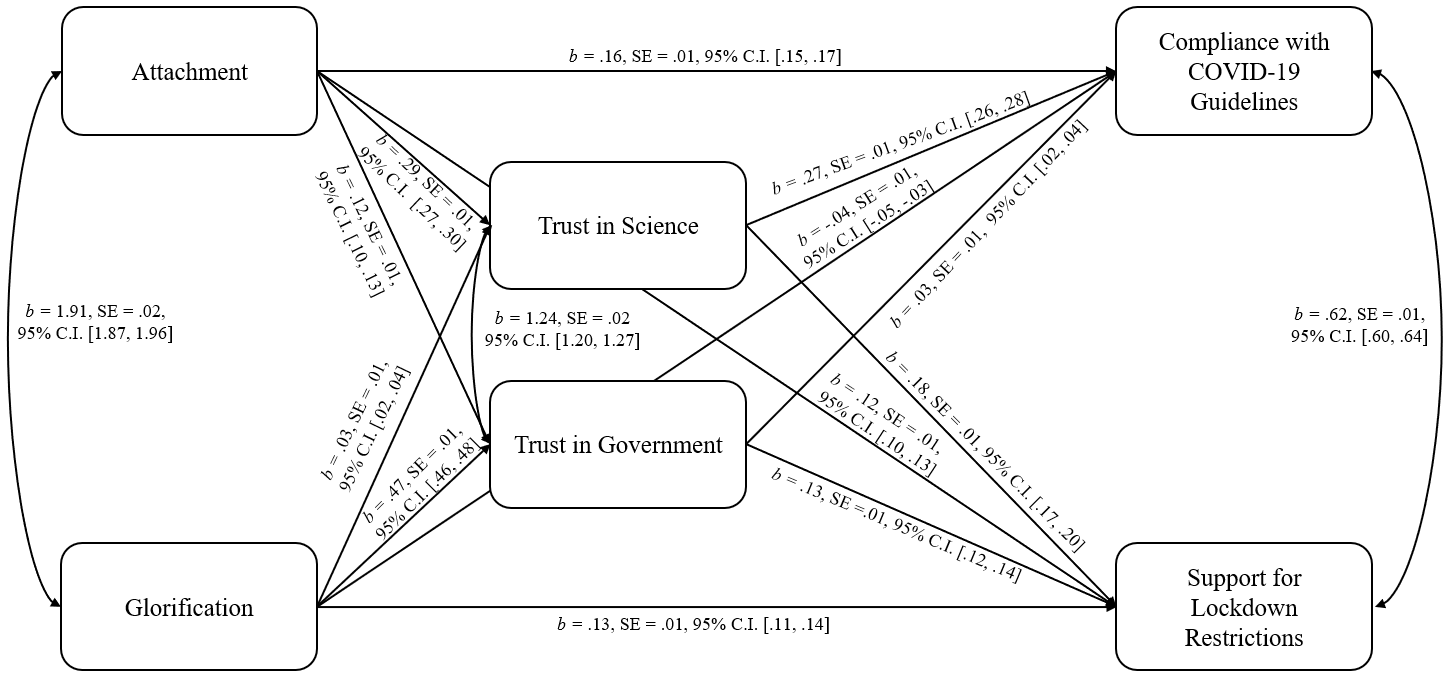 Attachment
Compliance with
COVID-19
Guidelines
b = .16, SE = .01, 95% C.I. [.15, .17]
b = .27, SE = .01, 95% C.I. [.26, .28]
b = .29, SE = .01,
95% C.I. [.27, .30]
b = .12, SE = .01,
95% C.I. [.10, .13]
Trust in Science
b = -.04, SE = .01,
95% C.I. [-.05, -.03]
b = .03, SE = .01, 95% C.I. [.02, .04]
b = 1.91, SE = .02,
95% C.I. [1.87, 1.96]
b = 1.24, SE = .02
95% C.I. [1.20, 1.27]
b = .62, SE = .01,
95% C.I. [.60, .64]
b = .03, SE = .01,
95% C.I. [.02, .04]
b = .47, SE = .01,
95% C.I. [.46, .48]
Trust in Government
b = .18, SE = .01, 95% C.I. [.17, .20]
b = .12, SE = .01,
95% C.I. [.10, .13]
b = .13, SE =.01, 95% C.I. [.12, .14]
Glorification
Support for
Lockdown
Restrictions
b = .13, SE = .01, 95% C.I. [.11, .14]